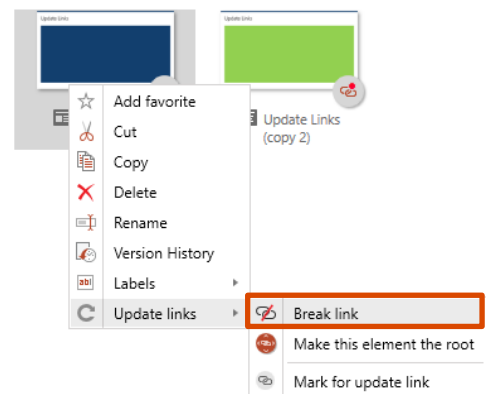 Update Links
Update Links
Add favorite
Update Links
(copy 2)
Cut
Copy
Delete
Rename
Version History
abl
Labels
Update links
Break link
Make this element the root
Mark for update link